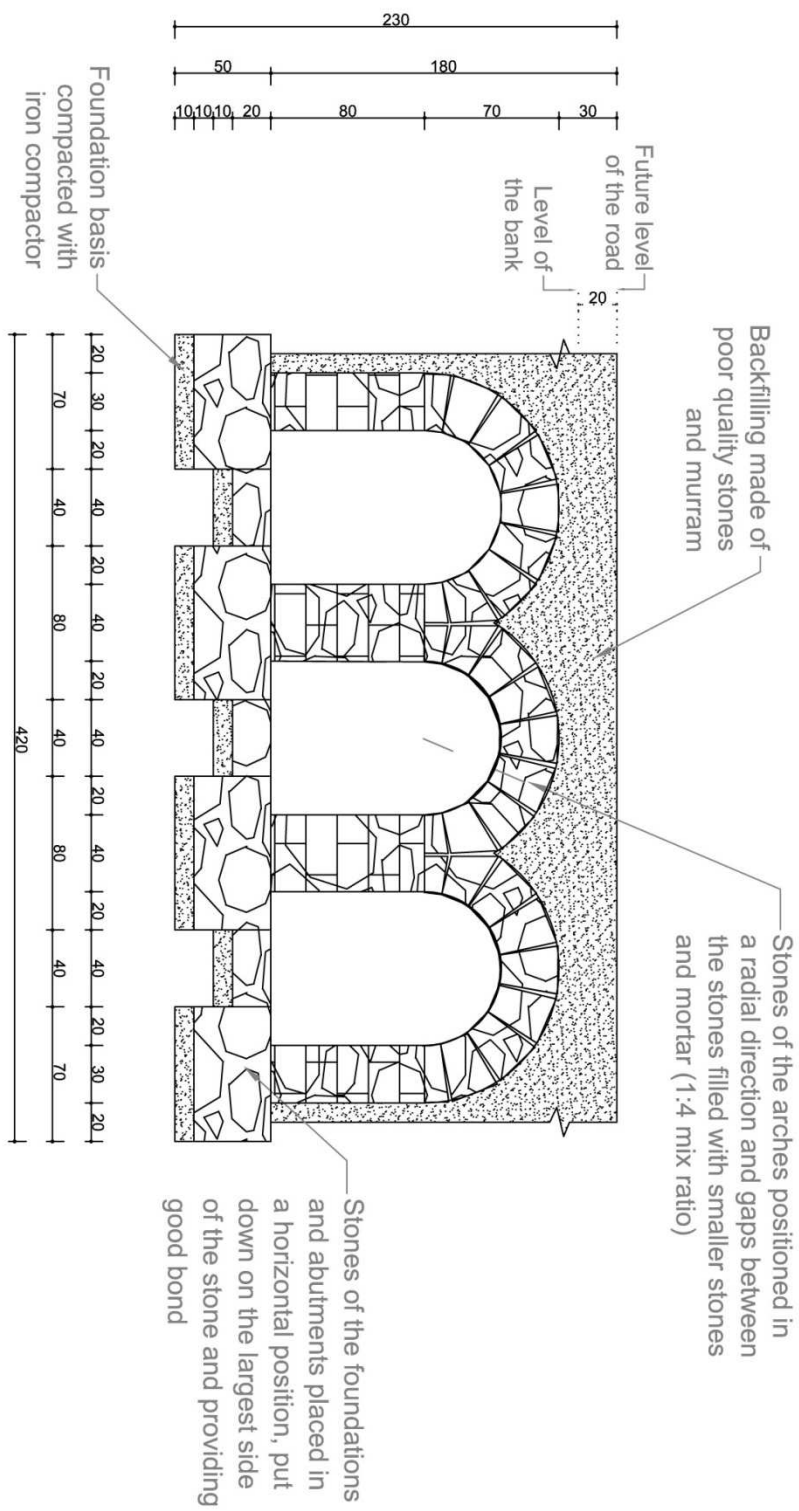 230
50
180
10
10
10
20
80
70
30
Future level
of the road
Level of
the bank
20
Backfilling made of
poor quality stones
and murram
Stones of the arches positioned in
a radial direction and gaps between
the stones filled with smaller stones
and mortar (1:4 mix ratio)
Foundation basis
compacted with
iron compactor
Stones of the foundations
and abutments placed in
a horizontal position, put
down on the largest side
of the stone and providing
good bond
20 30 20 40 20 40 20 40 20 40 20 40 20 30 20
70 40 80 40 80 40 70
420